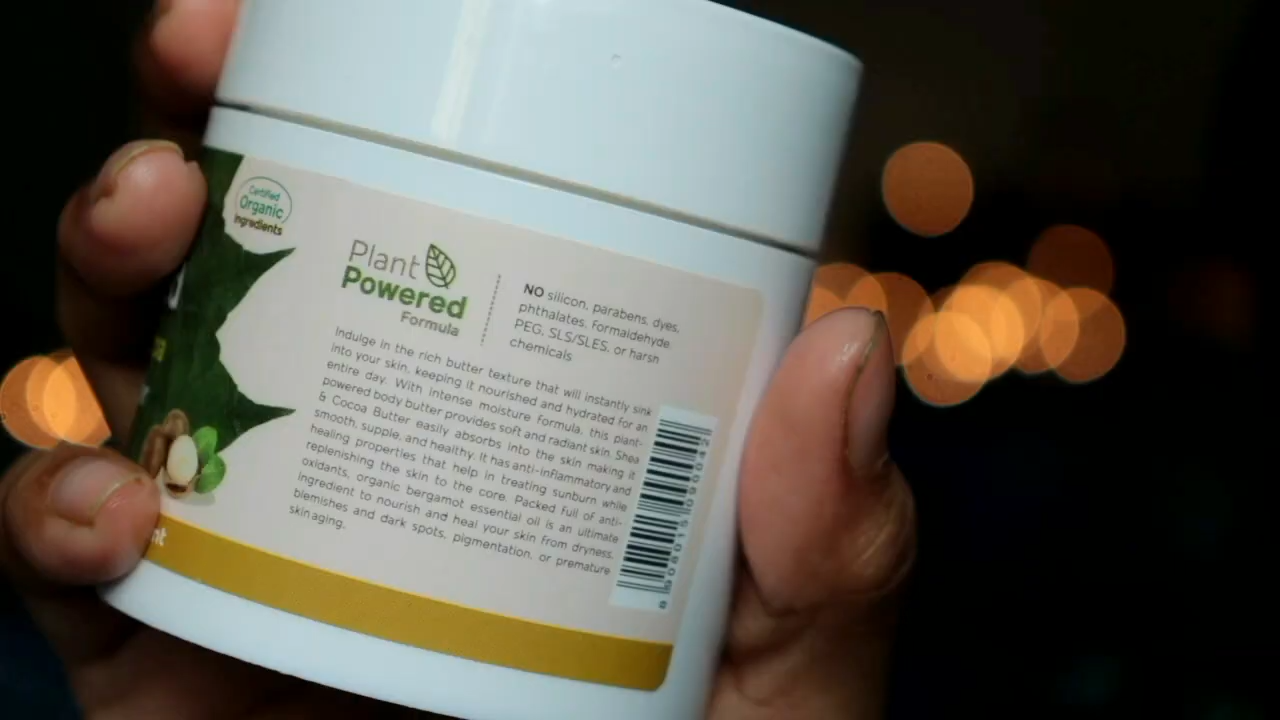 Certified
Organic
Ingredients
Plant
Powered
Formula
NO silicon, parabens, dyes,
phthalates, formaldehyde
PEG, SLS/SLES, or harsh
chemicals
Indulge in the rich butter texture that will instantly sink
into your skin, keeping it nourished and hydrated for an
entire day. With intense moisture formula, this plant-
powered body butter provides soft and radiant skin. Shea
& Cocoa Butter easily absorbs into the skin making it
smooth, supple, and healthy. It has anti-inflammatory and
healing properties that help in treating sunburn while
replenishing the skin to the core. Packed full of anti-
oxidants, organic bergamot essential oil is an ultimate
ingredient to nourish and heal your skin from dryness,
blemishes and dark spots, pigmentation, or premature
skin aging.